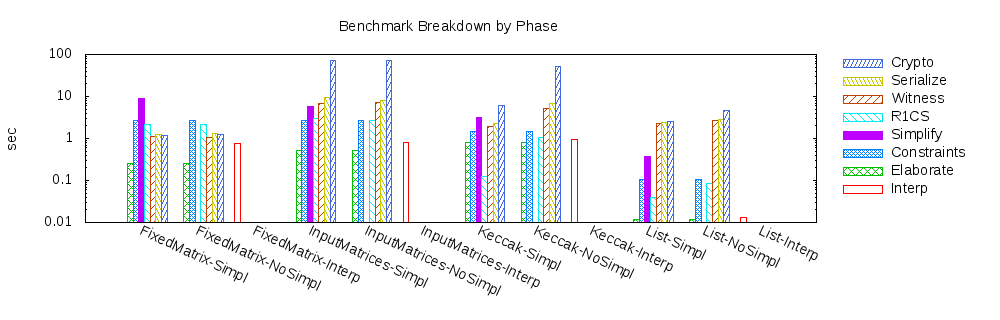 Benchmark Breakdown by Phase
sec
100
10
1
0.1
0.01
FixedMatrix-Simpl
FixedMatrix-NoSimpl
FixedMatrix-Interp
InputMatrices-Simpl
InputMatrices-NoSimpl
InputMatrices-Interp
Keccak-Simpl
Keccak-NoSimpl
Keccak-Interp
List-Simpl
List-NoSimpl
List-Interp
Crypto
Serialize
Witness
R1CS
Simplify
Constraints
Elaborate
Interp